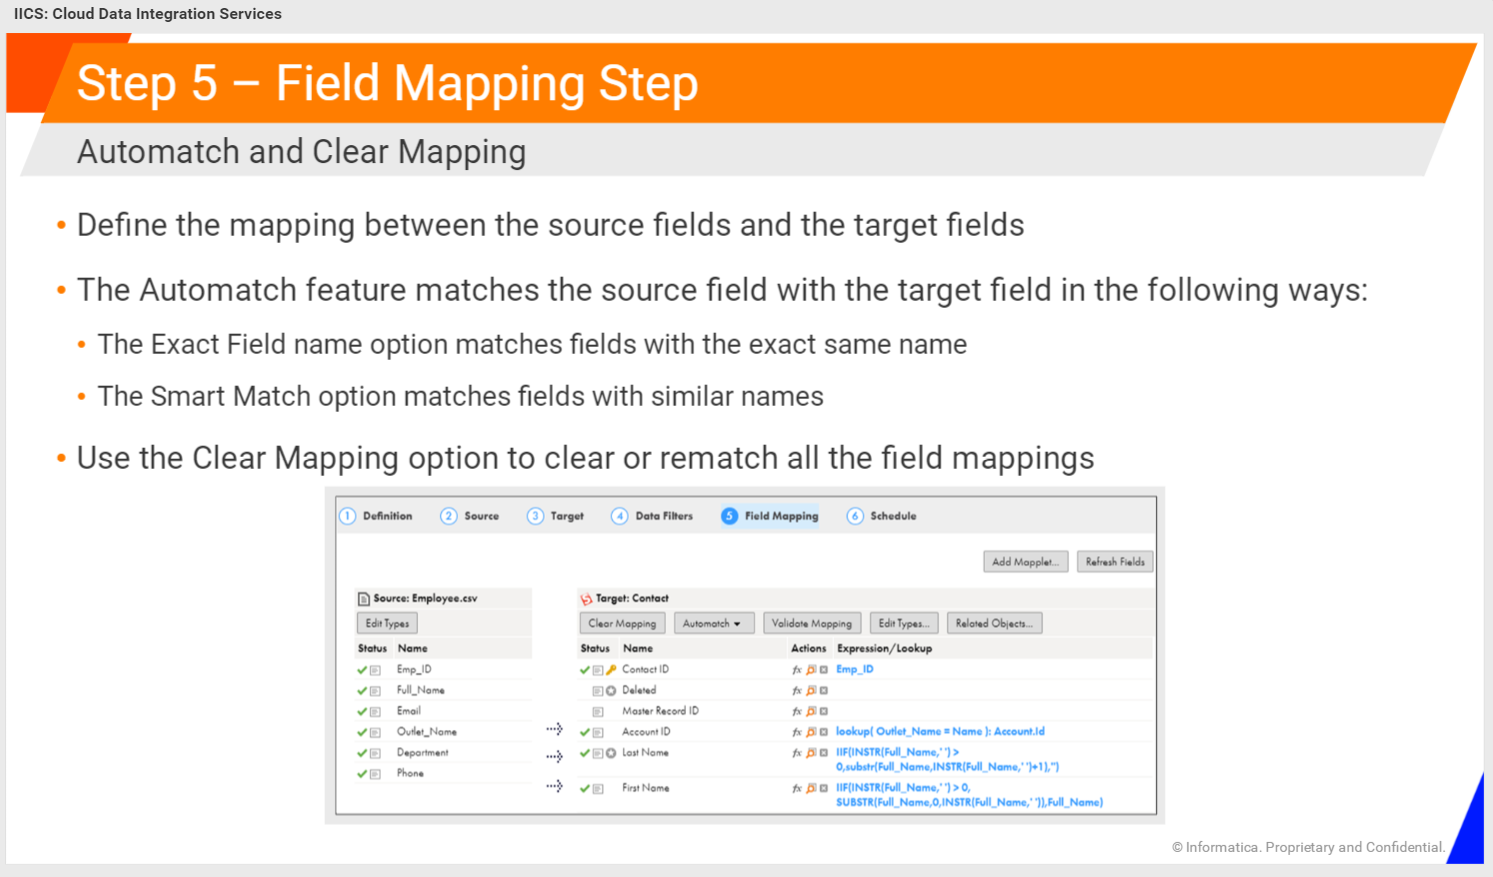 IICS: Cloud Data Integration Services
Step 5 – Field Mapping Step
Automatch and Clear Mapping
• Define the mapping between the source fields and the target fields
• The Automatch feature matches the source field with the target field in the following ways:
• The Exact Field name option matches fields with the exact same name
• The Smart Match option matches fields with similar names
• Use the Clear Mapping option to clear or rematch all the field mappings
1 Definition 2 Source 3 Target 4 Data Filters 5 Field Mapping 6 Schedule
Add Mapplet... Refresh Fields
Source: Employee.csv Target: Contact
Edit Types Clear Mapping Automatch Validate Mapping Edit Types... Related Objects...
Status Name Status Name Actions Expression/Lookup
Emp_ID Contact ID fx Emp_ID
Full_Name Deleted fx
Email Master Record ID fx
Outlet_Name Account ID fx lookup( Outlet_Name = Name ): Account.Id
Department Last Name fx IIF(INSTR(Full_Name,' ') >
0,substr(Full_Name,INSTR(Full_Name,' ')+1),'')
Phone
First Name fx IIF(INSTR(Full_Name,' ') > 0,
SUBSTR(Full_Name,0,INSTR(Full_Name,' ')),Full_Name)
© Informatica. Proprietary and Confidential.